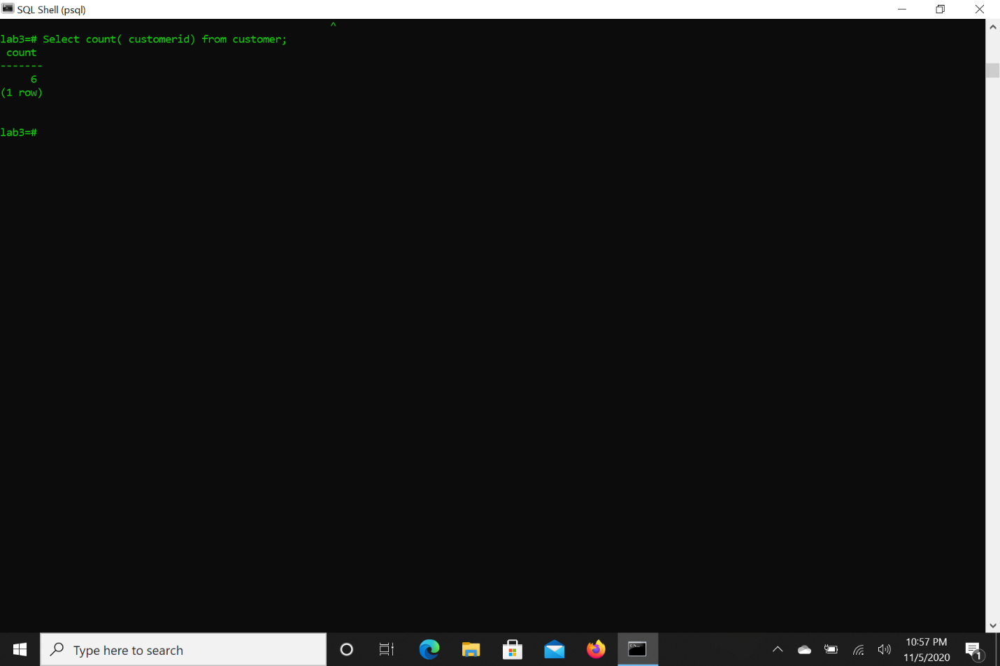 SQL Shell (psql)
^
lab3=# Select count( customerid) from customer;
count
-------
6
(1 row)
lab3=#
Type here to search
10:57 PM
11/5/2020
1